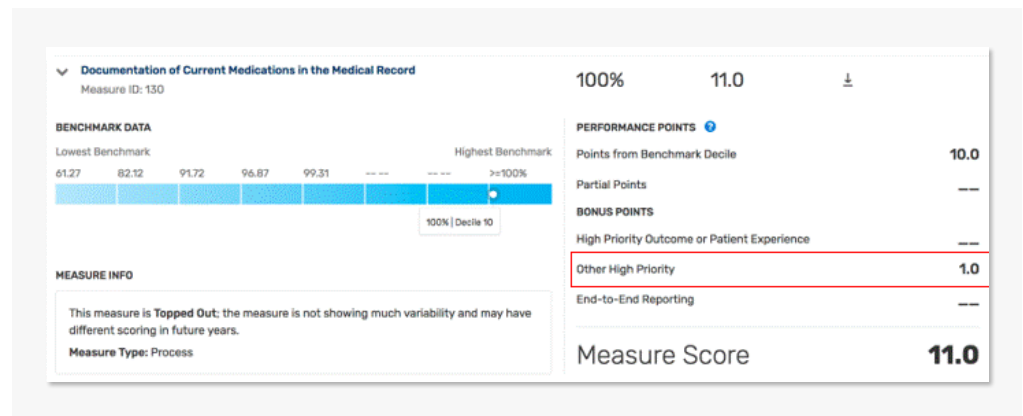 Documentation of Current Medications in the Medical Record
Measure ID: 130
100% 11.0
BENCHMARK DATA
Lowest Benchmark Highest Benchmark
61.27 82.12 91.72 96.87 99.31 -- -- -- -- >=100%
100% | Decile 10
MEASURE INFO
This measure is Topped Out; the measure is not showing much variability and may have
different scoring in future years.
Measure Type: Process
PERFORMANCE POINTS ?
Points from Benchmark Decile 10.0
Partial Points --
BONUS POINTS
High Priority Outcome or Patient Experience --
Other High Priority 1.0
End-to-End Reporting --
Measure Score 11.0